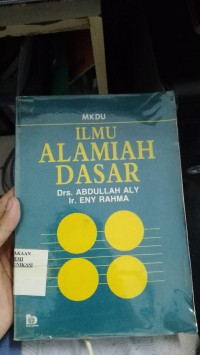 MKDU
ILMU
ALAMIAH
DASAR
Drs. ABDULLAH ALY
Ir. ENY RAHMA